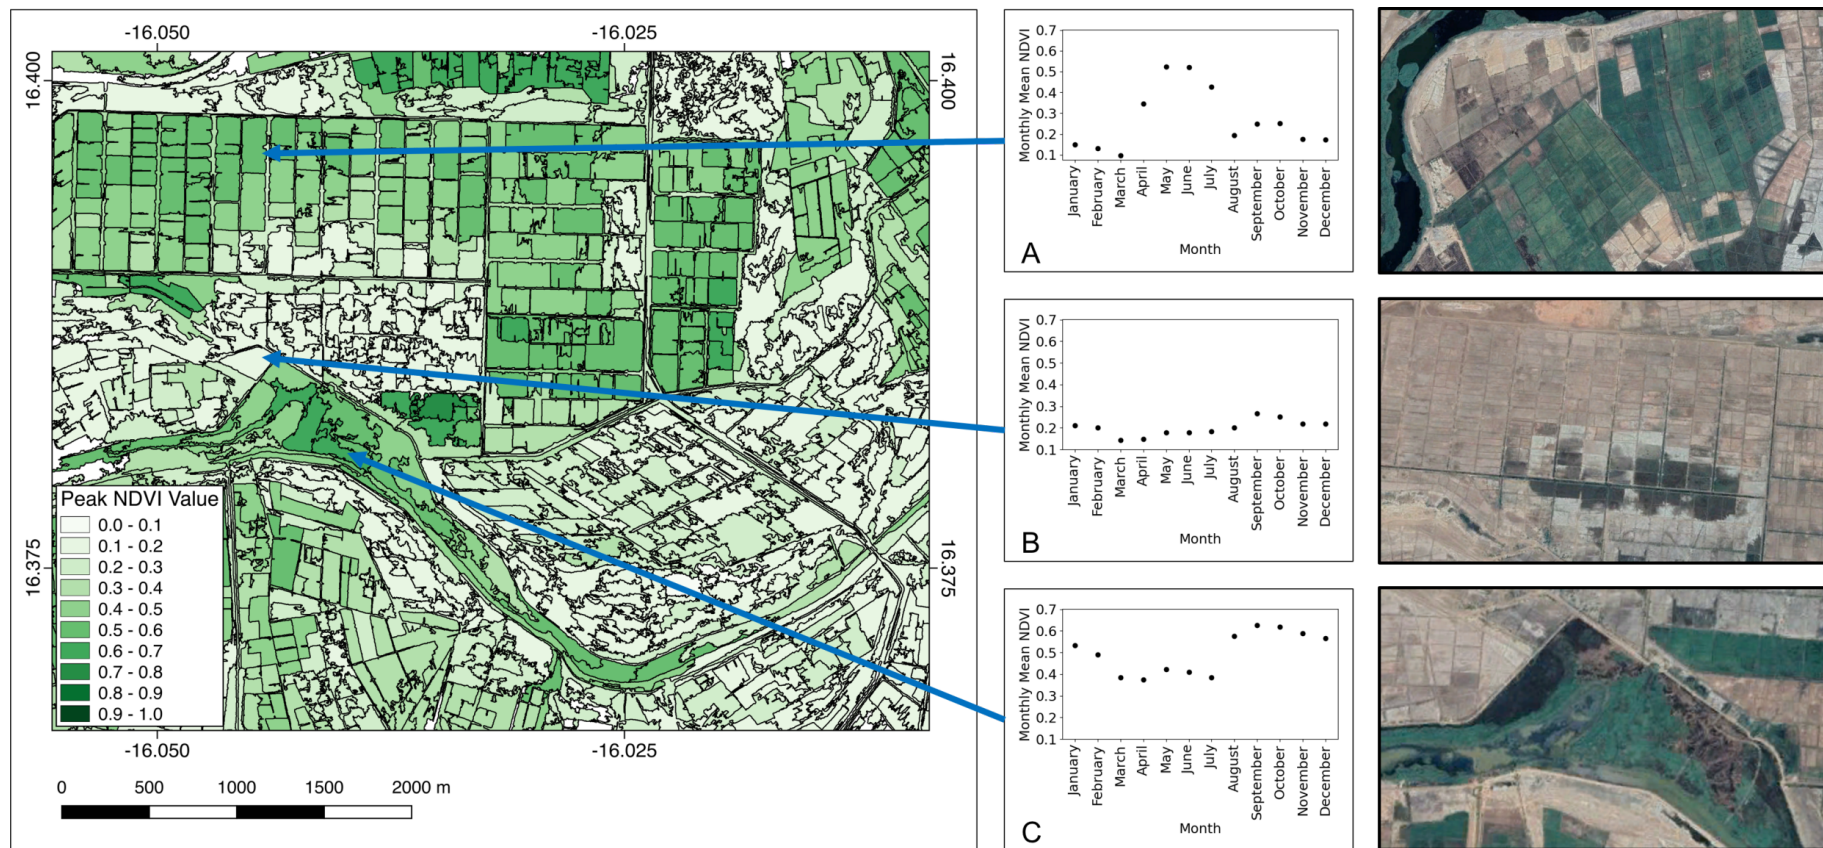 -16.050
-16.025
16.400
16.400
16.375
16.375
Peak NDVI Value
0.0 - 0.1
0.1 - 0.2
0.2 - 0.3
0.3 - 0.4
0.4 - 0.5
0.5 - 0.6
0.6 - 0.7
0.7 - 0.8
0.8 - 0.9
0.9 - 1.0
-16.050
-16.025
0
500
1000
1500
2000 m
Monthly Mean NDVI
0.7
0.6
0.5
0.4
0.3
0.2
0.1
January
February
March
April
May
June
July
August
September
October
November
December
Month
A
Monthly Mean NDVI
0.7
0.6
0.5
0.4
0.3
0.2
0.1
January
February
March
April
May
June
July
August
September
October
November
December
Month
B
Monthly Mean NDVI
0.7
0.6
0.5
0.4
0.3
0.2
0.1
January
February
March
April
May
June
July
August
September
October
November
December
Month
C